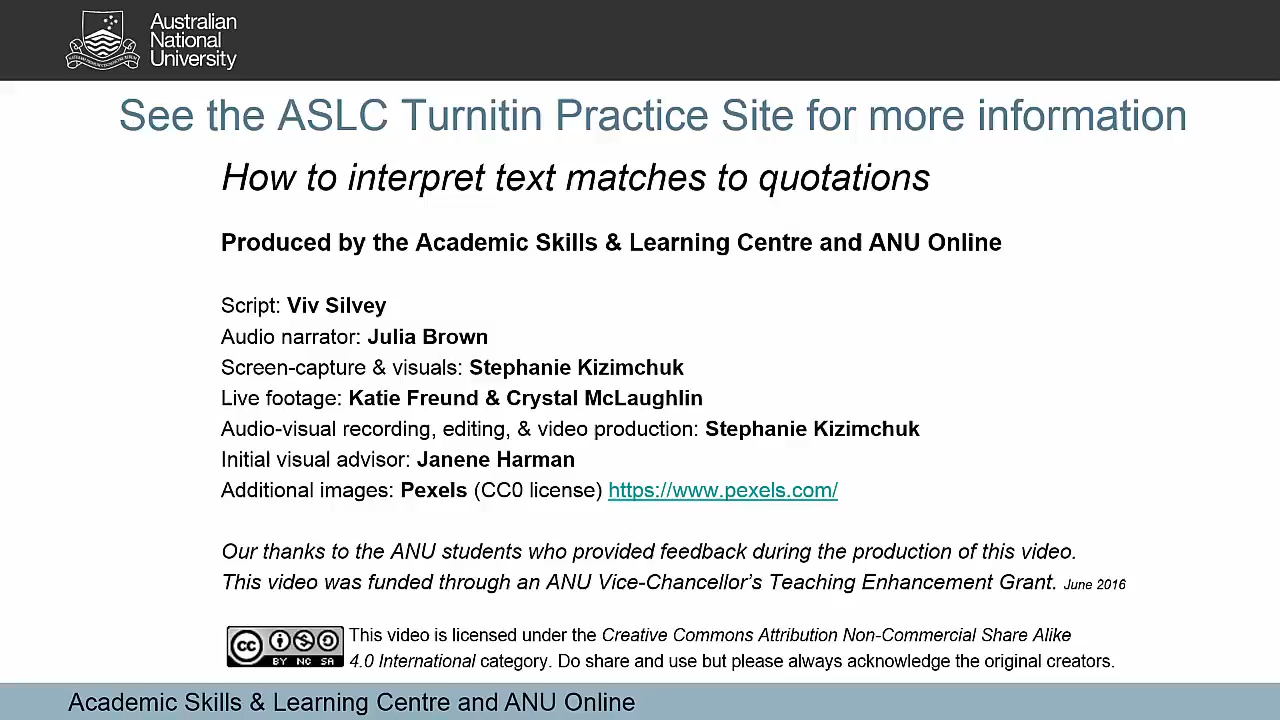 Australian
National
University
See the ASLC Turnitin Practice Site for more information
How to interpret text matches to quotations
Produced by the Academic Skills & Learning Centre and ANU Online
Script: Viv Silvey
Audio narrator: Julia Brown
Screen-capture & visuals: Stephanie Kizimchuk
Live footage: Katie Freund & Crystal McLaughlin
Audio-visual recording, editing, & video production: Stephanie Kizimchuk
Initial visual advisor: Janene Harman
Additional images: Pexels (CC0 license) https://www.pexels.com/
Our thanks to the ANU students who provided feedback during the production of this video.
This video was funded through an ANU Vice-Chancellor’s Teaching Enhancement Grant. June 2016
cc BY NC SA
This video is licensed under the Creative Commons Attribution Non-Commercial Share Alike
4.0 International category. Do share and use but please always acknowledge the original creators.
Academic Skills & Learning Centre and ANU Online